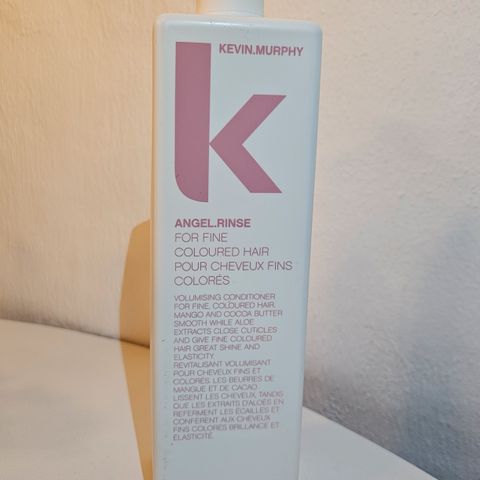 KEVIN.MURPHY
k
ANGEL.RINSE
FOR FINE
COLOURED HAIR
POUR CHEVEUX FINS
COLORÉS
VOLUMISING CONDITIONER
FOR FINE, COLOURED HAIR.
MANGO AND COCOA BUTTER
SMOOTH WHILE ALOE
EXTRACTS CLOSE CUTICLES
AND GIVE FINE COLOURED
HAIR GREAT SHINE AND
ELASTICITY.
REVITALISANT VOLUMISANT
POUR CHEVEUX FINS ET
COLORÉS. LES BEURRES DE
MANGUE ET DE CACAO
LISSENT LES CHEVEUX, TANDIS
QUE LES EXTRAITS D'ALOÈS EN
REFERMENT LES ÉCAILLES ET
CONFÈRENT AUX CHEVEUX
FINS COLORÉS BRILLANCE ET
ÉLASTICITÉ.